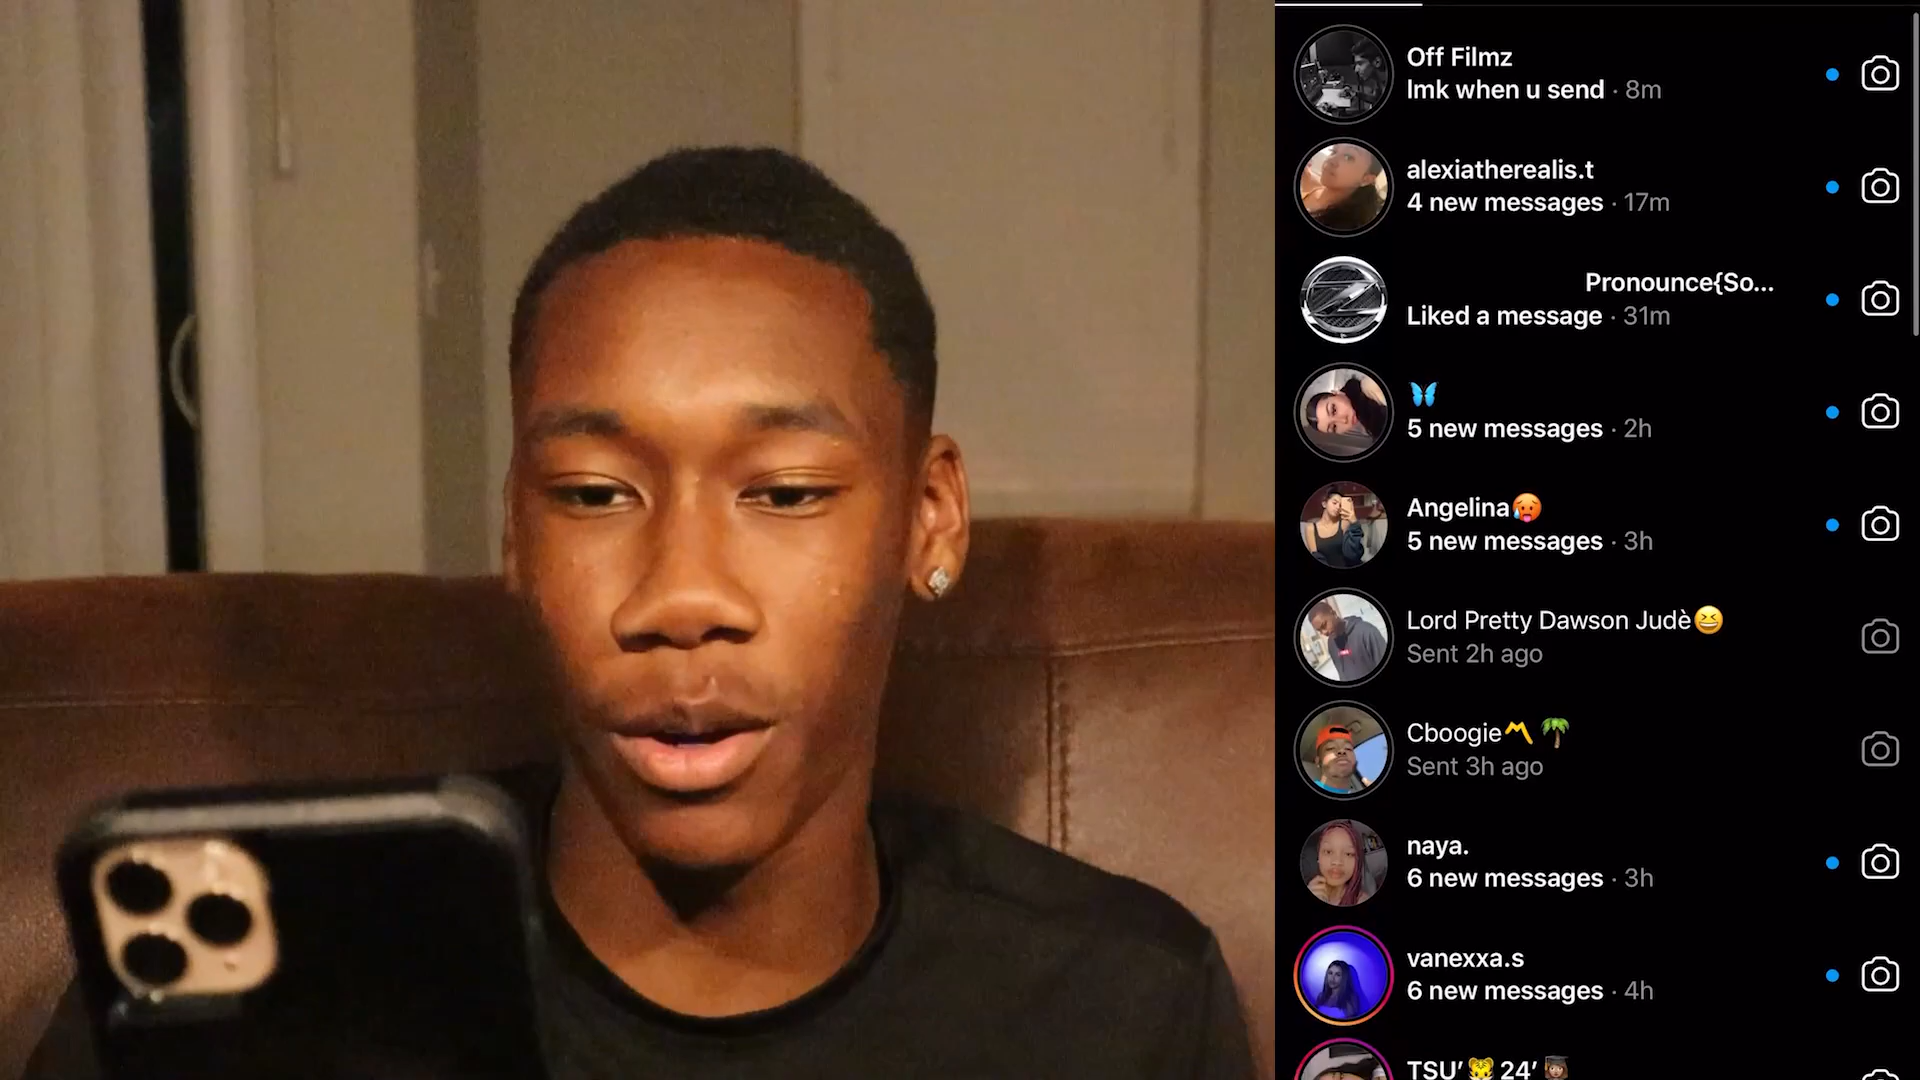 Off Filmz
lmk when u send · 8m
alexiatherealis.t
4 new messages · 17m
Pronounce{So...
Liked a message · 31m
🦋
5 new messages · 2h
Angelina🥵
5 new messages · 3h
Lord Pretty Dawson Judè😆
Sent 2h ago
Cboogie〽️🌴
Sent 3h ago
naya.
6 new messages · 3h
vanexxa.s
6 new messages · 4h
TSU’🐯 24’ 👩🏽‍🎓